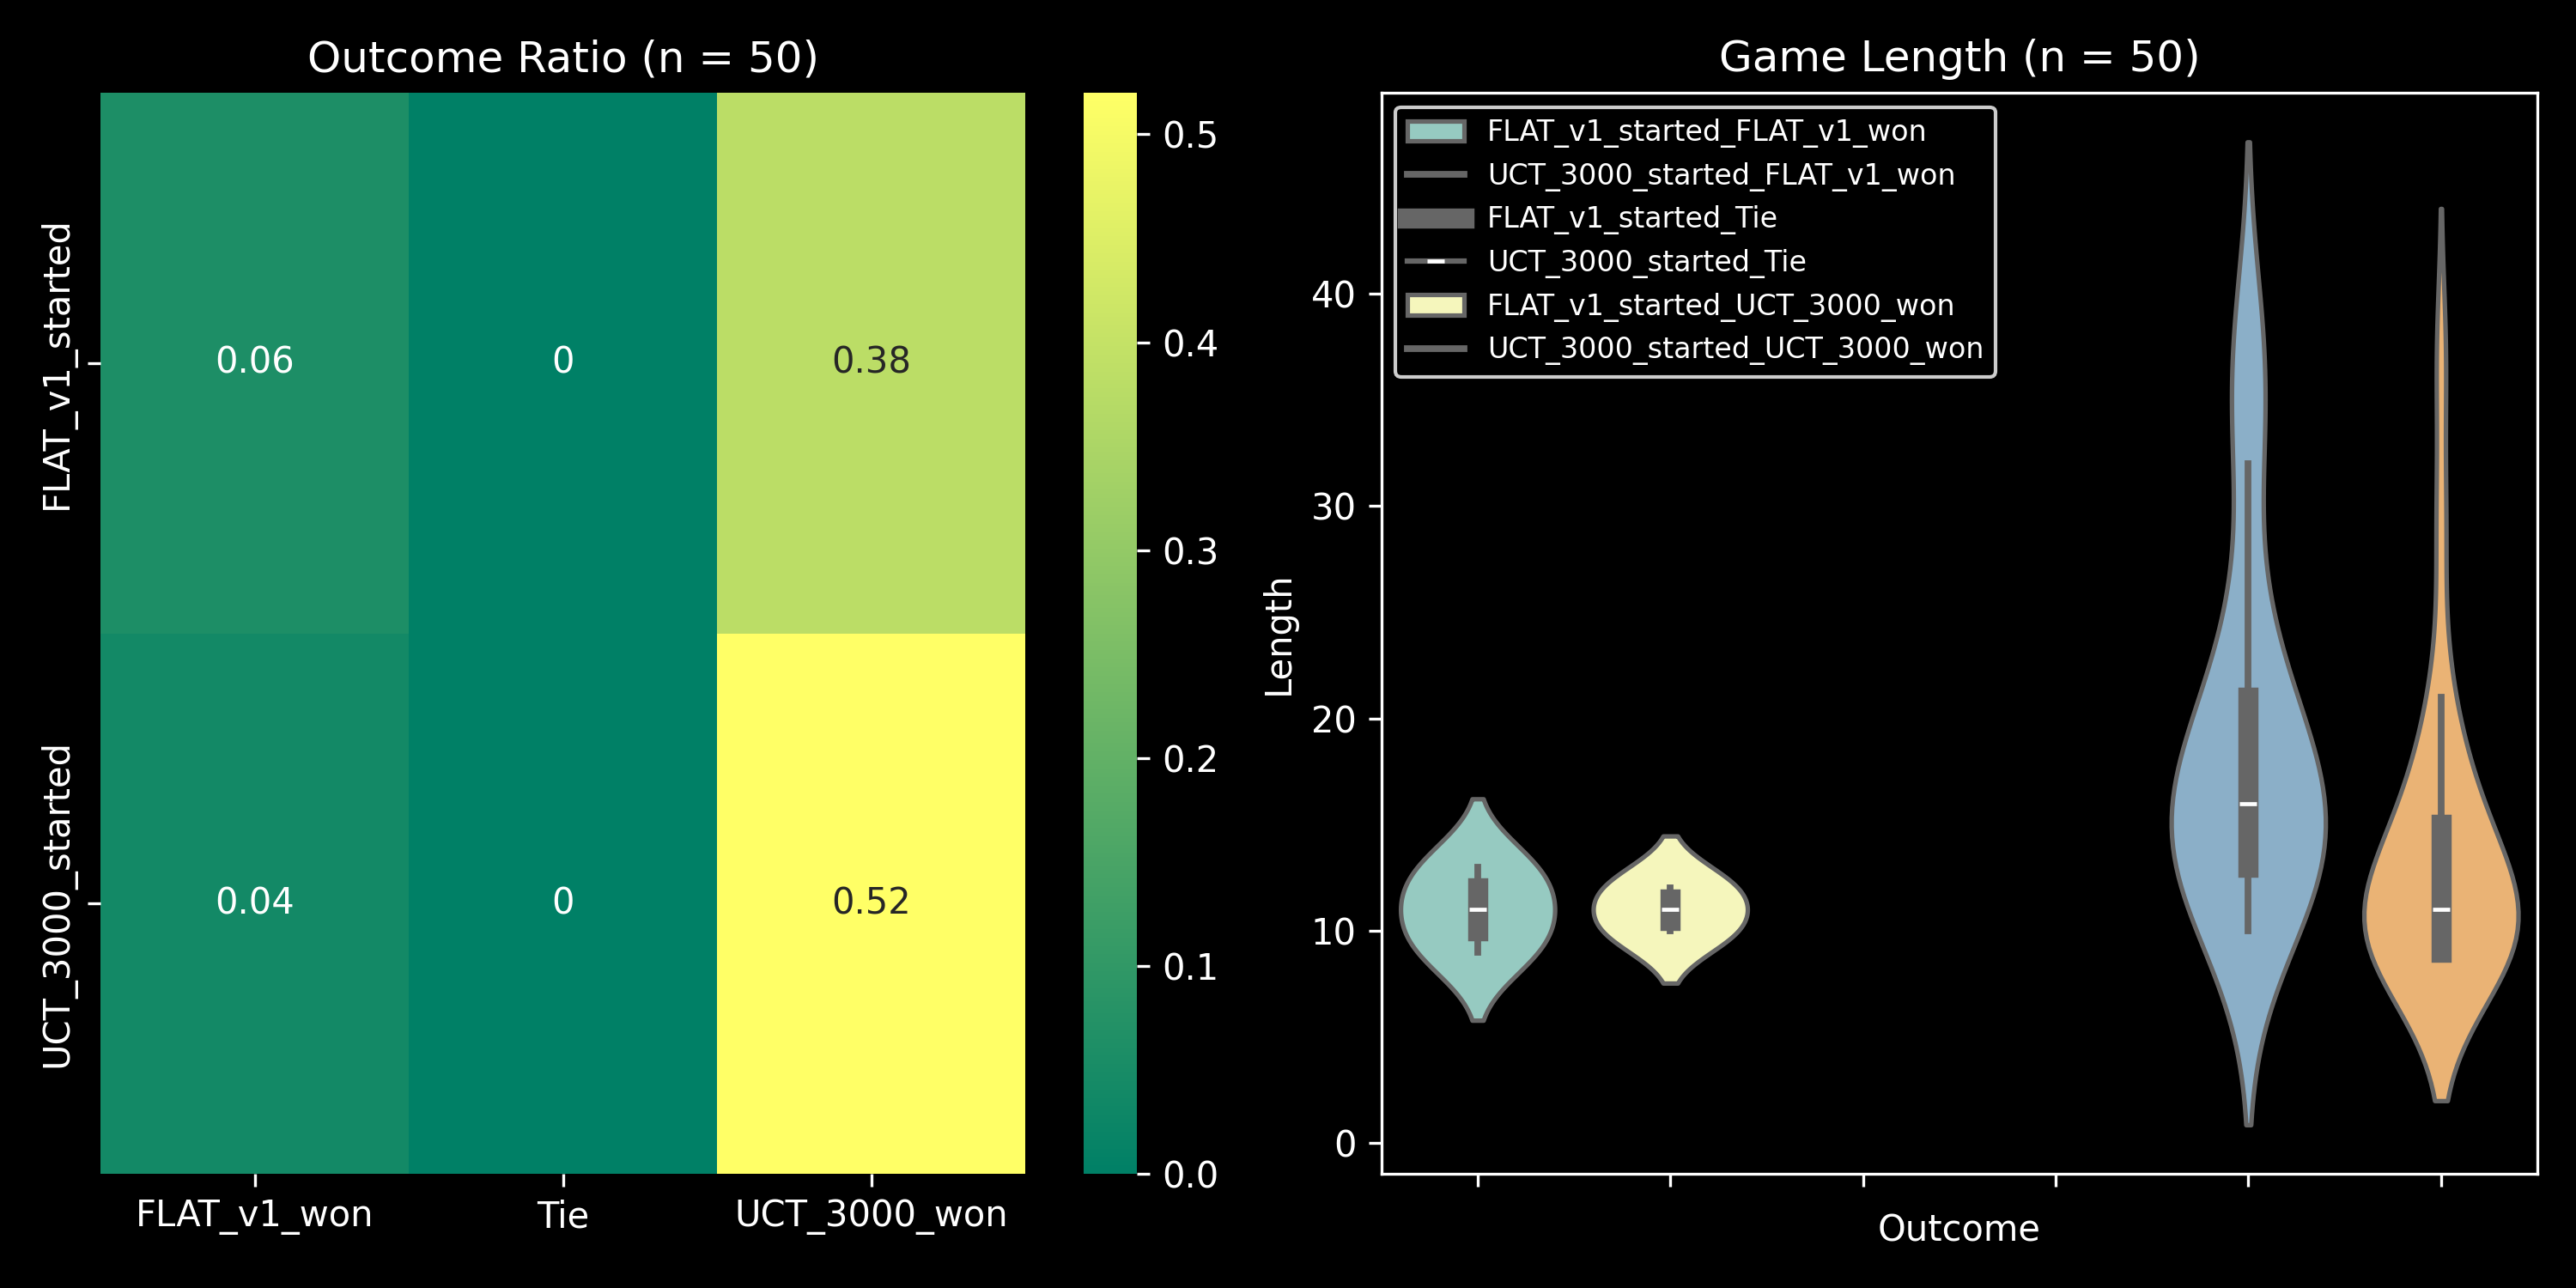 Outcome Ratio (n = 50)
FLAT_v1_started
UCT_3000_started
0.06
0
0.38
0.04
0
0.52
FLAT_v1_won
Tie
UCT_3000_won
0.5
0.4
0.3
0.2
0.1
0.0
Game Length (n = 50)
FLAT_v1_started_FLAT_v1_won
UCT_3000_started_FLAT_v1_won
FLAT_v1_started_Tie
UCT_3000_started_Tie
FLAT_v1_started_UCT_3000_won
UCT_3000_started_UCT_3000_won
Length
40
30
20
10
0
Outcome